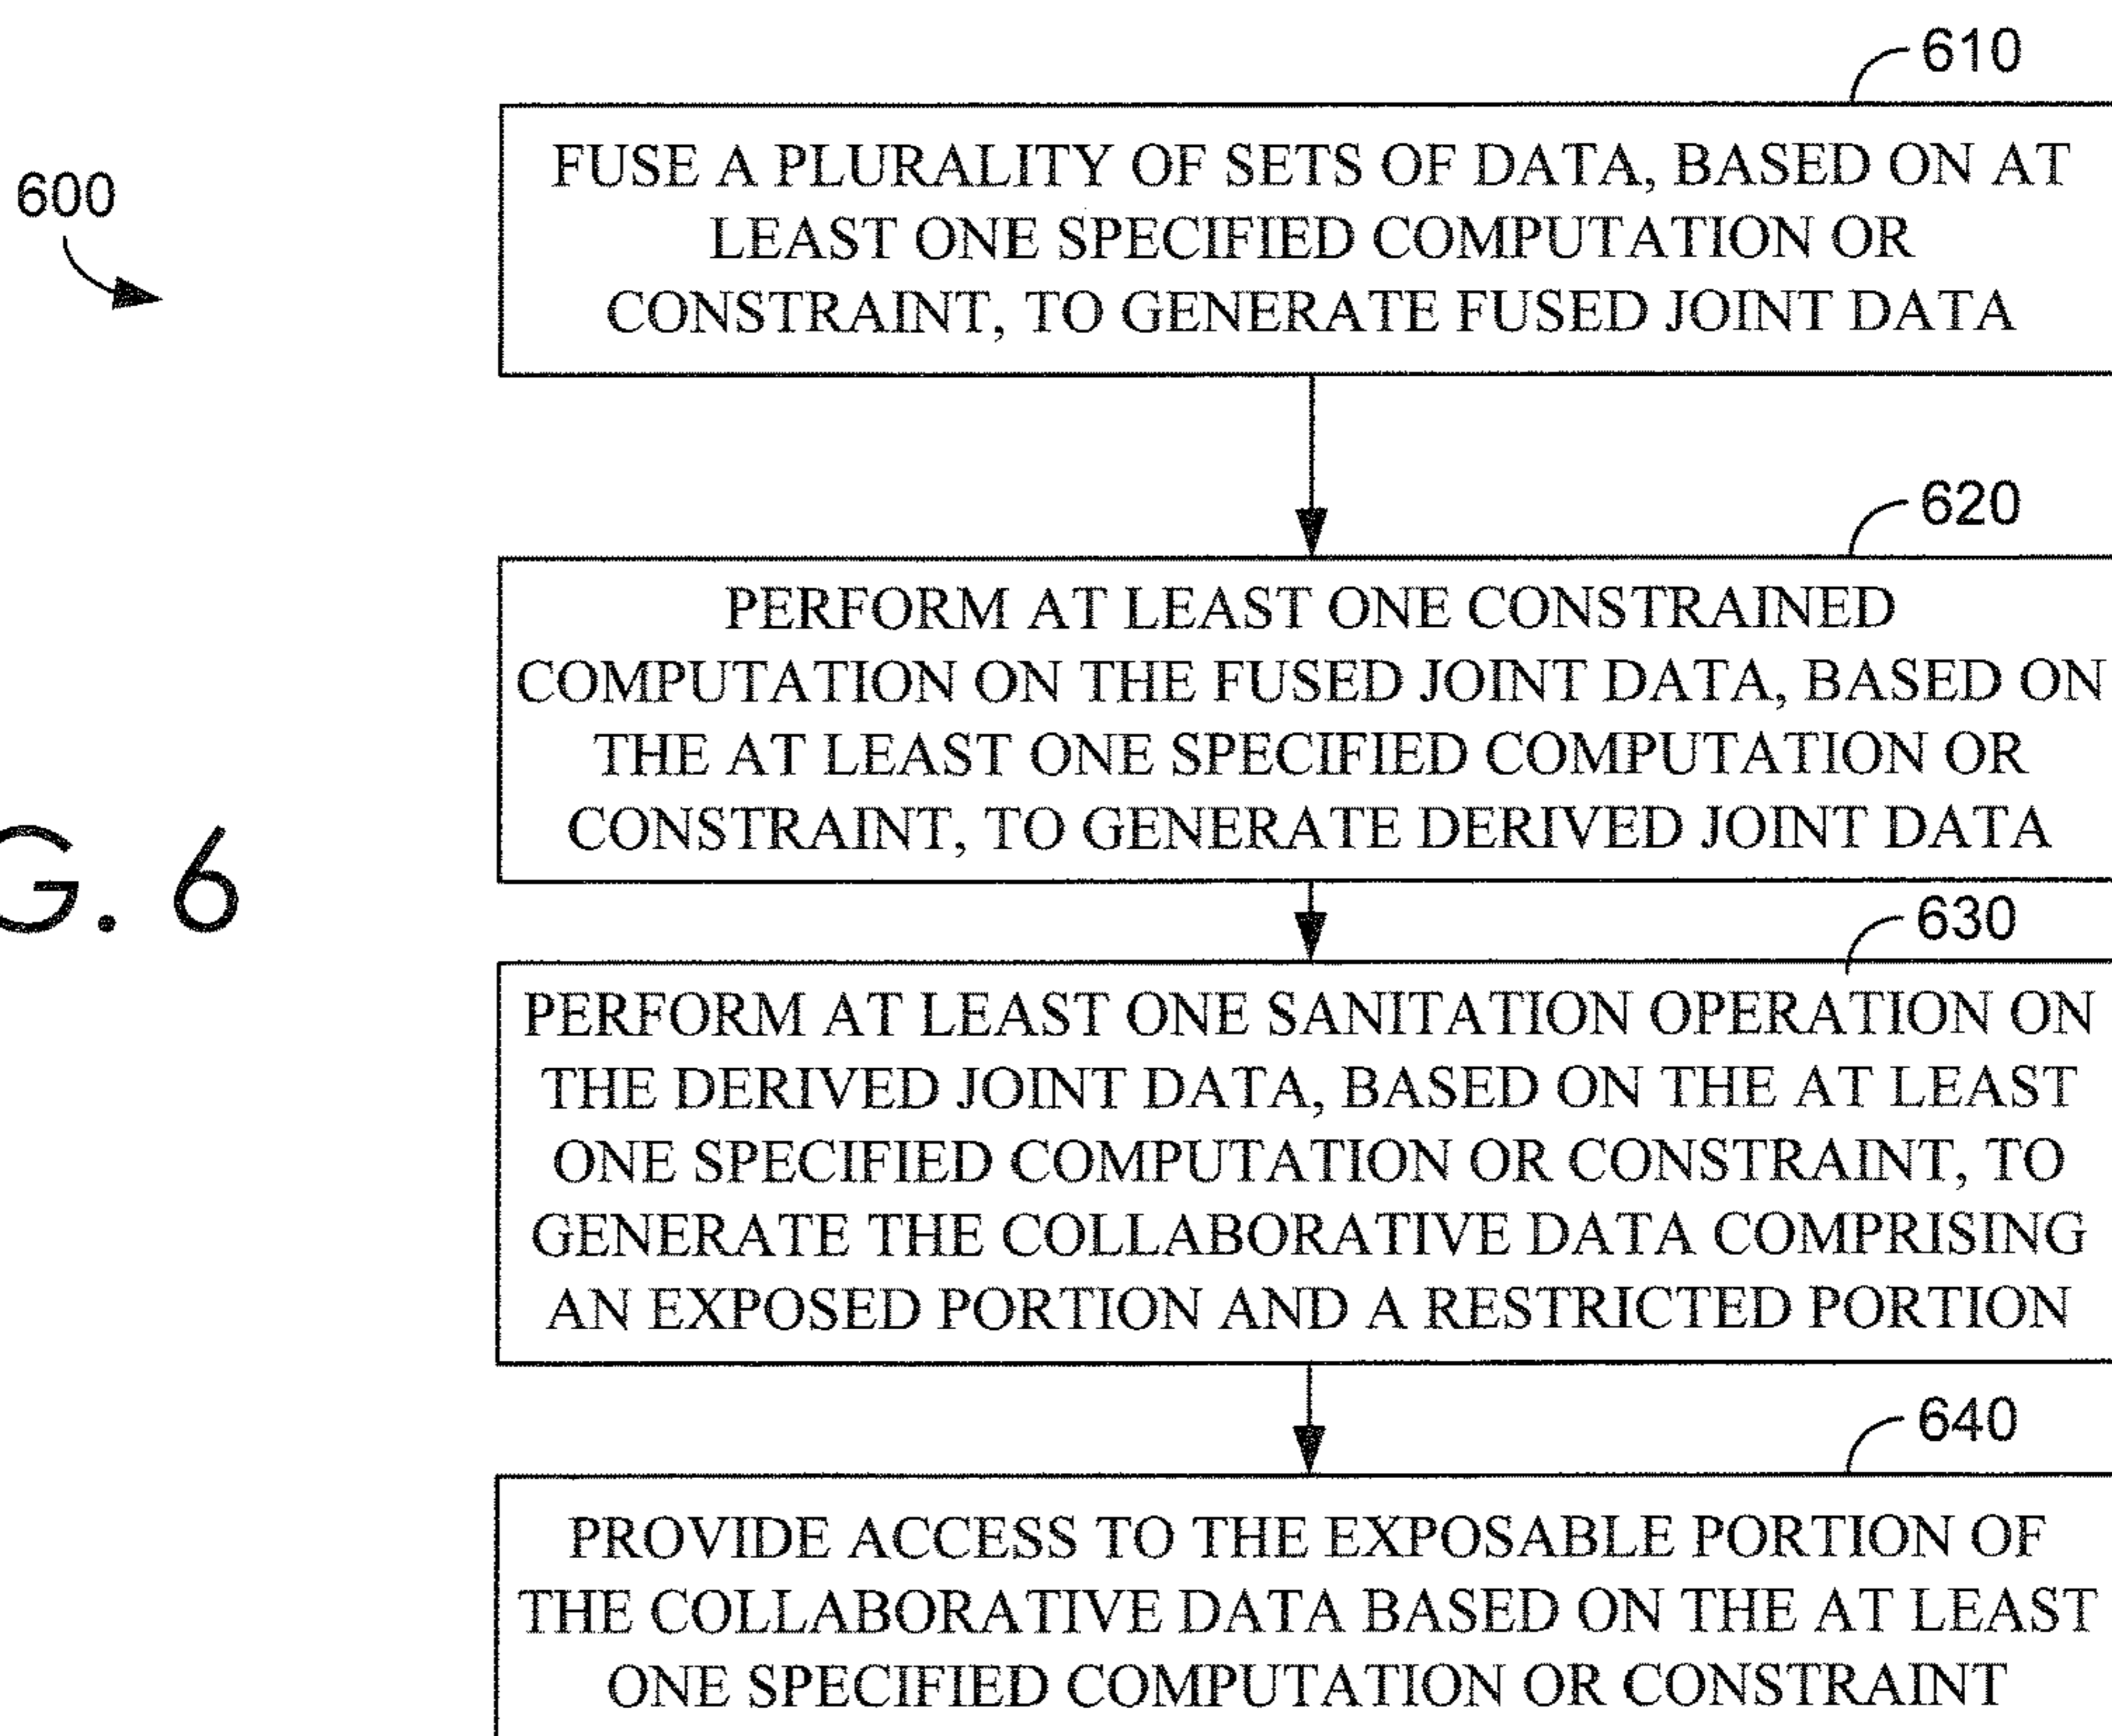 610
FUSE A PLURALITY OF SETS OF DATA, BASED ON AT
LEAST ONE SPECIFIED COMPUTATION OR
CONSTRAINT, TO GENERATE FUSED JOINT DATA
600
620
PERFORM AT LEAST ONE CONSTRAINED
COMPUTATION ON THE FUSED JOINT DATA, BASED ON
THE AT LEAST ONE SPECIFIED COMPUTATION OR
CONSTRAINT, TO GENERATE DERIVED JOINT DATA
G. 6
630
PERFORM AT LEAST ONE SANITATION OPERATION ON
THE DERIVED JOINT DATA, BASED ON THE AT LEAST
ONE SPECIFIED COMPUTATION OR CONSTRAINT, TO
GENERATE THE COLLABORATIVE DATA COMPRISING
AN EXPOSED PORTION AND A RESTRICTED PORTION
640
PROVIDE ACCESS TO THE EXPOSABLE PORTION OF
THE COLLABORATIVE DATA BASED ON THE AT LEAST
ONE SPECIFIED COMPUTATION OR CONSTRAINT